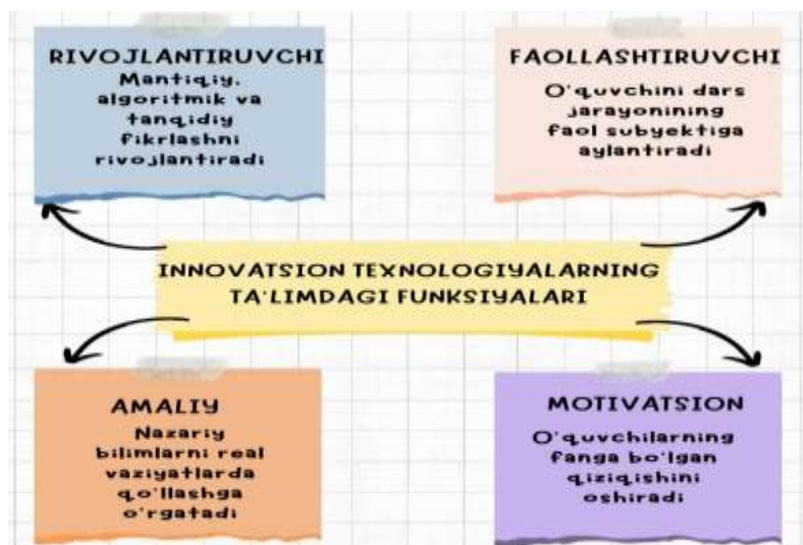 RIVOJLANTIRUVCHI
Mantiqiy,
algoritmik va
tanqidiy
fikrlashni
rivojlantiradi
FAOLLASHTIRUVCHI
O'quvchini dars
jarayonining
faol subyektiga
aylantiradi
INNOVATSION TEXNOLOGIYALARNING
TA'LIMDAGI FUNKSIYALARI
AMALIY
Nazariy
bilimlarni real
vaziyatlarda
qo'llashga
o'rgatadi
MOTIVATSION
O'quvchilarning
fanga bo'lgan
qiziqishini
oshiradi